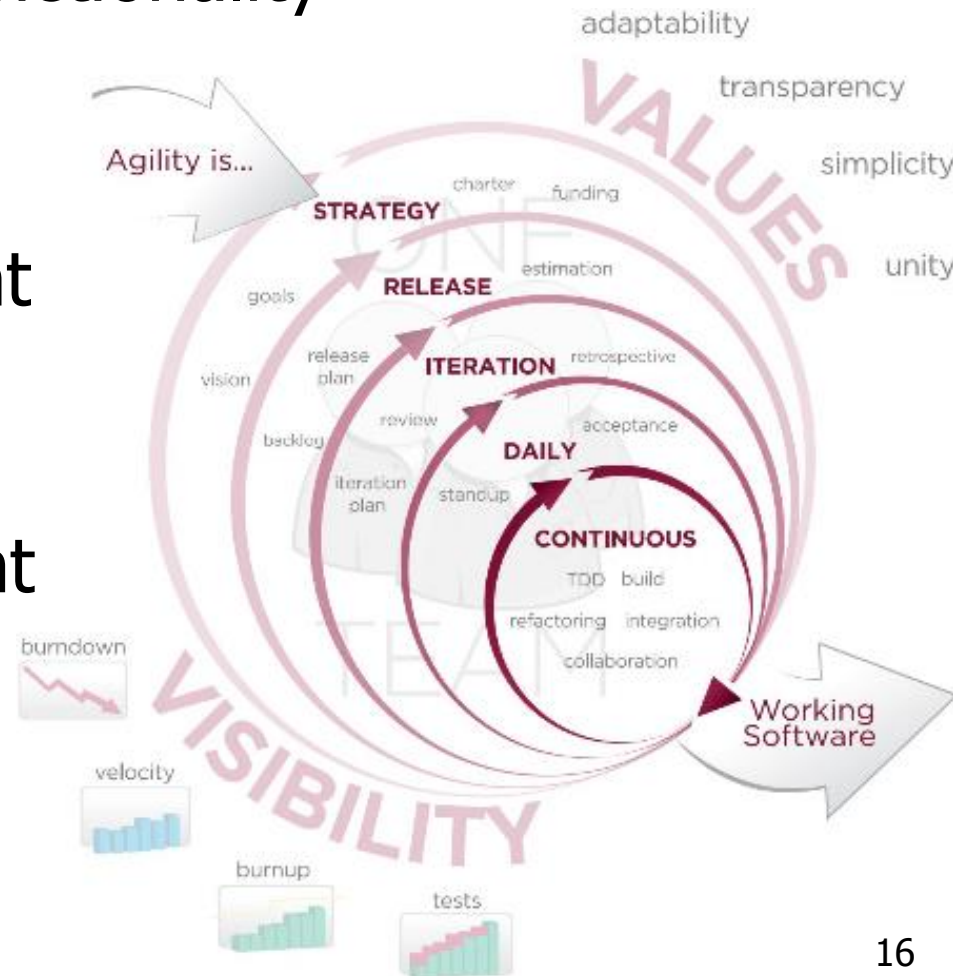 adaptability
VALUES
transparency
Agility is...
simplicity
charter
funding
STRATEGY
ONE
unity
estimation
goals
RELEASE
release
plan
retrospective
ITERATION
vision
review
acceptance
backlog
DAILY
iteration
plan
standup
CONTINUOUS
TDD build
refactoring integration
TEAM
collaboration
burndown
VISIBILITY
Working
Software
velocity
burnup
tests
16